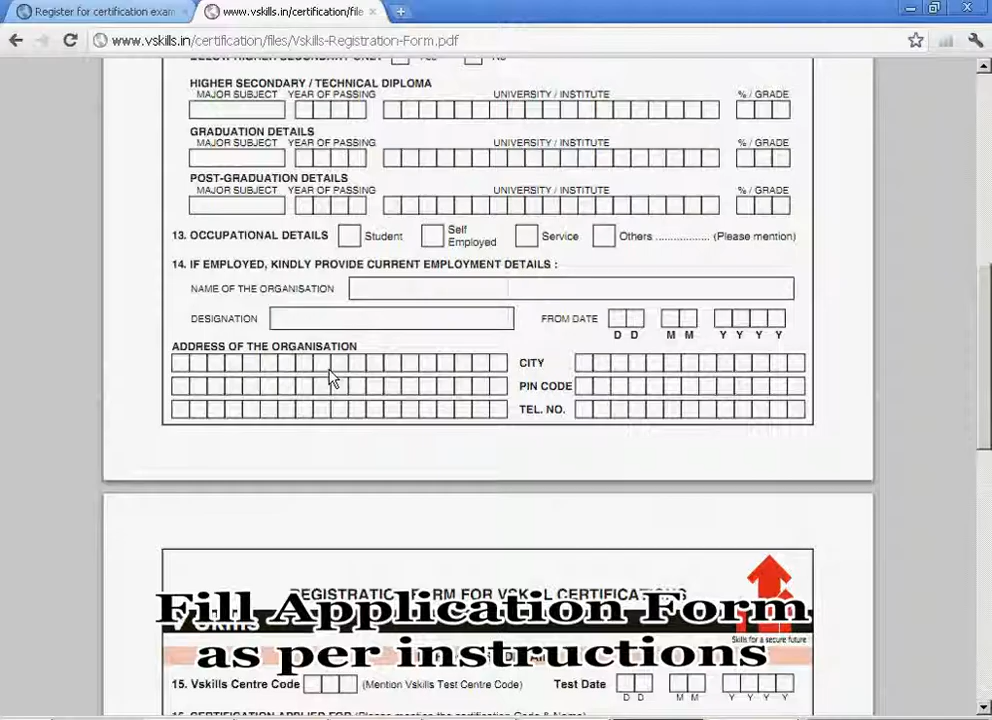 Register for certification exam
www.vskills.in/certification/file
www.vskills.in/certification/files/Vskills-Registration-Form.pdf
HIGHER SECONDARY / TECHNICAL DIPLOMA
MAJOR SUBJECT YEAR OF PASSING UNIVERSITY / INSTITUTE % / GRADE
GRADUATION DETAILS
MAJOR SUBJECT YEAR OF PASSING UNIVERSITY / INSTITUTE % / GRADE
POST-GRADUATION DETAILS
MAJOR SUBJECT YEAR OF PASSING UNIVERSITY / INSTITUTE % / GRADE
13. OCCUPATIONAL DETAILS Student Self Employed Service Others .................. (Please mention)
14. IF EMPLOYED, KINDLY PROVIDE CURRENT EMPLOYMENT DETAILS :
NAME OF THE ORGANISATION
DESIGNATION FROM DATE
D D M M Y Y Y Y
ADDRESS OF THE ORGANISATION
CITY
PIN CODE
TEL. NO.
REGISTRATION FORM FOR VSKILL CERTIFICATIONS
Fill Application Form
Skills for a secure future
as per instructions
15. Vskills Centre Code (Mention Vskills Test Centre Code) Test Date
D D M M Y Y Y Y